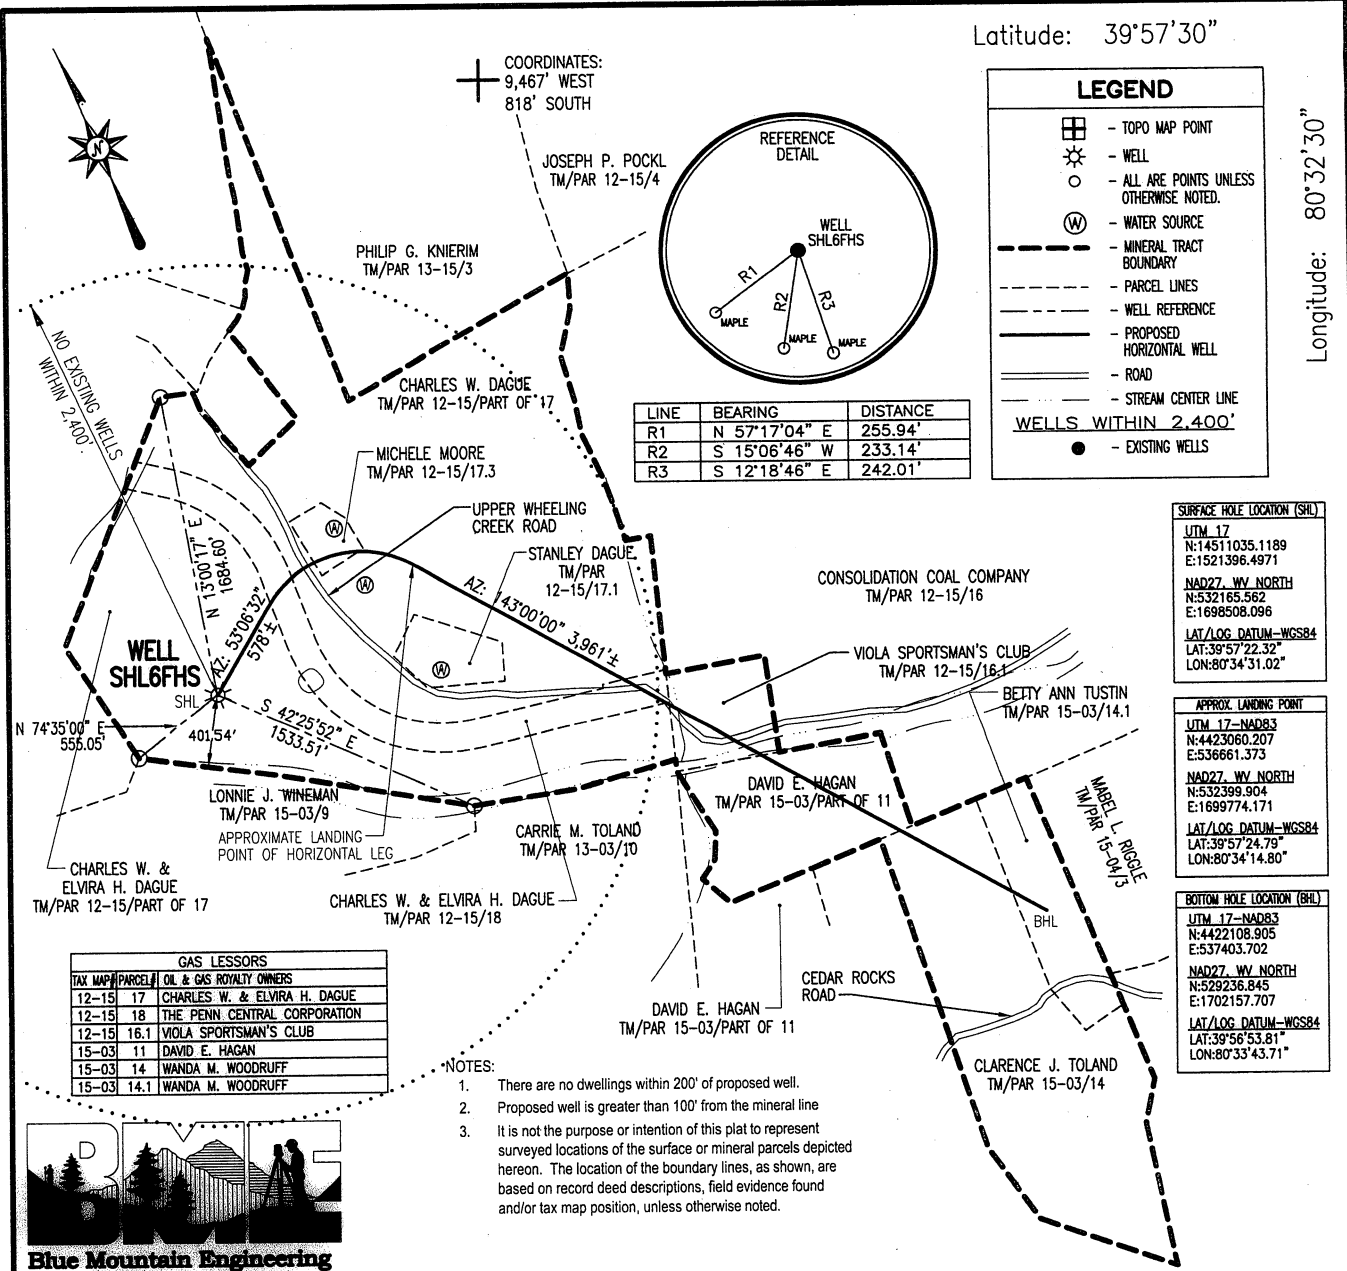 Latitude: 39°57'30"
Longitude: 80°32'30"
COORDINATES:
9,467' WEST
818' SOUTH
N
JOSEPH P. POCKL
TM/PAR 12-15/4
PHILIP G. KNIERIM
TM/PAR 13-15/3
REFERENCE
DETAIL
WELL
SHL6FHS
R1
R2
R3
MAPLE
MAPLE
MAPLE
LEGEND
- TOPO MAP POINT
- WELL
- ALL ARE POINTS UNLESS
OTHERWISE NOTED.
W - WATER SOURCE
- MINERAL TRACT
BOUNDARY
- PARCEL LINES
- WELL REFERENCE
- PROPOSED
HORIZONTAL WELL
- ROAD
- STREAM CENTER LINE
WELLS WITHIN 2,400'
- EXISTING WELLS
LINE BEARING DISTANCE
R1 N 57°17'04" E 255.94'
R2 S 15°06'46" W 233.14'
R3 S 12°18'46" E 242.01'
NO EXISTING WELLS
WITHIN 2,400'.
CHARLES W. DAGUE
TM/PAR 12-15/PART OF 17
MICHELE MOORE
TM/PAR 12-15/17.3
UPPER WHEELING
CREEK ROAD
STANLEY DAGUE
TM/PAR
12-15/17.1
W
W
W
N 13°00'17" E
1684.60'
AZ: 53°06'32"
578'±
AZ: 143°00'00" 3,961'±
CONSOLIDATION COAL COMPANY
TM/PAR 12-15/16
VIOLA SPORTSMAN'S CLUB
TM/PAR 12-15/16.1
BETTY ANN TUSTIN
TM/PAR 15-03/14.1
WELL
SHL6FHS
SHL
N 74°35'00" E
555.05'
401.54'
S 42°25'52" E
1533.51'
LONNIE J. WINEMAN
TM/PAR 15-03/9
APPROXIMATE LANDING
POINT OF HORIZONTAL LEG
CARRIE M. TOLAND
TM/PAR 13-03/10
DAVID E. HAGAN
TM/PAR 15-03/PART OF 11
MABEL L. RIGGLE
TM/PAR 15-04/3
CHARLES W. &
ELVIRA H. DAGUE
TM/PAR 12-15/PART OF 17
CHARLES W. & ELVIRA H. DAGUE
TM/PAR 12-15/18
BHL
DAVID E. HAGAN
TM/PAR 15-03/PART OF 11
CEDAR ROCKS
ROAD
CLARENCE J. TOLAND
TM/PAR 15-03/14
SURFACE HOLE LOCATION (SHL)
UTM 17
N:14511035.1189
E:1521396.4971
NAD27, WV NORTH
N:532165.562
E:1698508.096
LAT/LOG DATUM-WGS84
LAT:39°57'22.32"
LON:80°34'31.02"
APPROX. LANDING POINT
UTM 17-NAD83
N:4423060.207
E:536661.373
NAD27, WV NORTH
N:532399.904
E:1699774.171
LAT/LOG DATUM-WGS84
LAT:39°57'24.79"
LON:80°34'14.80"
BOTTOM HOLE LOCATION (BHL)
UTM 17-NAD83
N:4422108.905
E:537403.702
NAD27, WV NORTH
N:529236.845
E:1702157.707
LAT/LOG DATUM-WGS84
LAT:39°56'53.81"
LON:80°33'43.71"
GAS LESSORS
TAX MAP# PARCEL# OIL & GAS ROYALTY OWNERS
12-15 17 CHARLES W. & ELVIRA H. DAGUE
12-15 18 THE PENN CENTRAL CORPORATION
12-15 16.1 VIOLA SPORTSMAN'S CLUB
15-03 11 DAVID E. HAGAN
15-03 14 WANDA M. WOODRUFF
15-03 14.1 WANDA M. WOODRUFF
NOTES:
1. There are no dwellings within 200' of proposed well.
2. Proposed well is greater than 100' from the mineral line
3. It is not the purpose or intention of this plat to represent
surveyed locations of the surface or mineral parcels depicted
hereon. The location of the boundary lines, as shown, are
based on record deed descriptions, field evidence found
and/or tax map position, unless otherwise noted.
BME
Blue Mountain Engineering